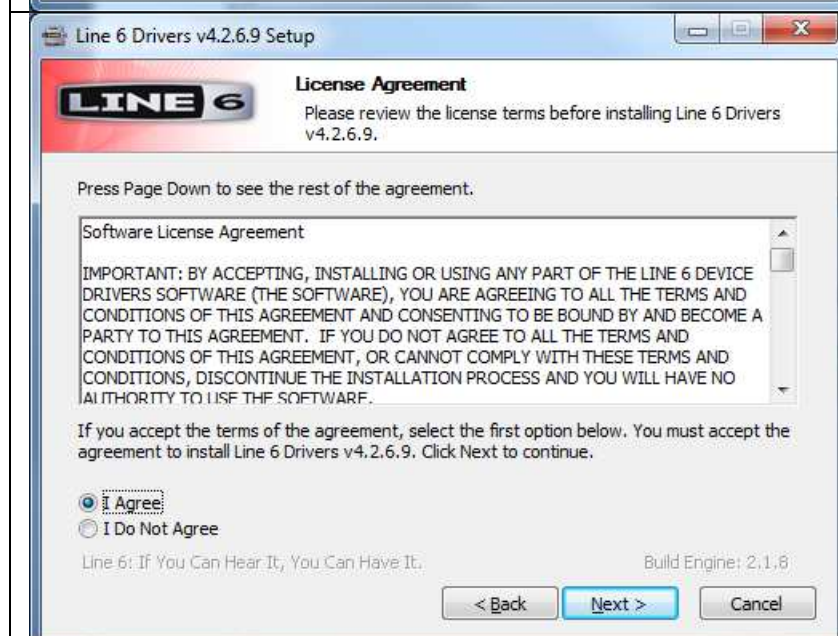 Line 6 Drivers v4.2.6.9 Setup
LINE 6
License Agreement
Please review the license terms before installing Line 6 Drivers
v4.2.6.9.
Press Page Down to see the rest of the agreement.
Software License Agreement
IMPORTANT: BY ACCEPTING, INSTALLING OR USING ANY PART OF THE LINE 6 DEVICE
DRIVERS SOFTWARE (THE SOFTWARE), YOU ARE AGREEING TO ALL THE TERMS AND
CONDITIONS OF THIS AGREEMENT AND CONSENTING TO BE BOUND BY AND BECOME A
PARTY TO THIS AGREEMENT.  IF YOU DO NOT AGREE TO ALL THE TERMS AND
CONDITIONS OF THIS AGREEMENT, OR CANNOT COMPLY WITH THESE TERMS AND
CONDITIONS, DISCONTINUE THE INSTALLATION PROCESS AND YOU WILL HAVE NO
AUTHORITY TO USE THE SOFTWARE.
If you accept the terms of the agreement, select the first option below. You must accept the
agreement to install Line 6 Drivers v4.2.6.9. Click Next to continue.
I Agree
I Do Not Agree
Line 6: If You Can Hear It, You Can Have It.
Build Engine: 2.1.8
< Back
Next >
Cancel